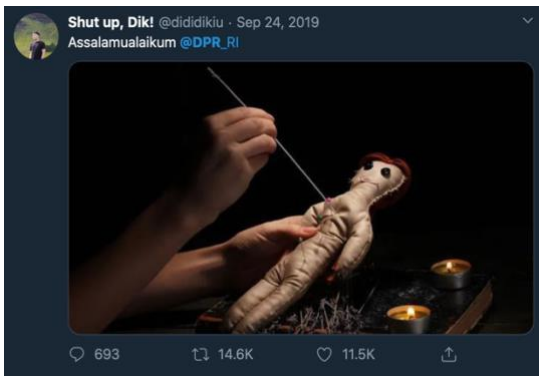 Shut up, Dik! @dididikiu · Sep 24, 2019
Assalamualaikum @DPR_RI
693 14.6K 11.5K